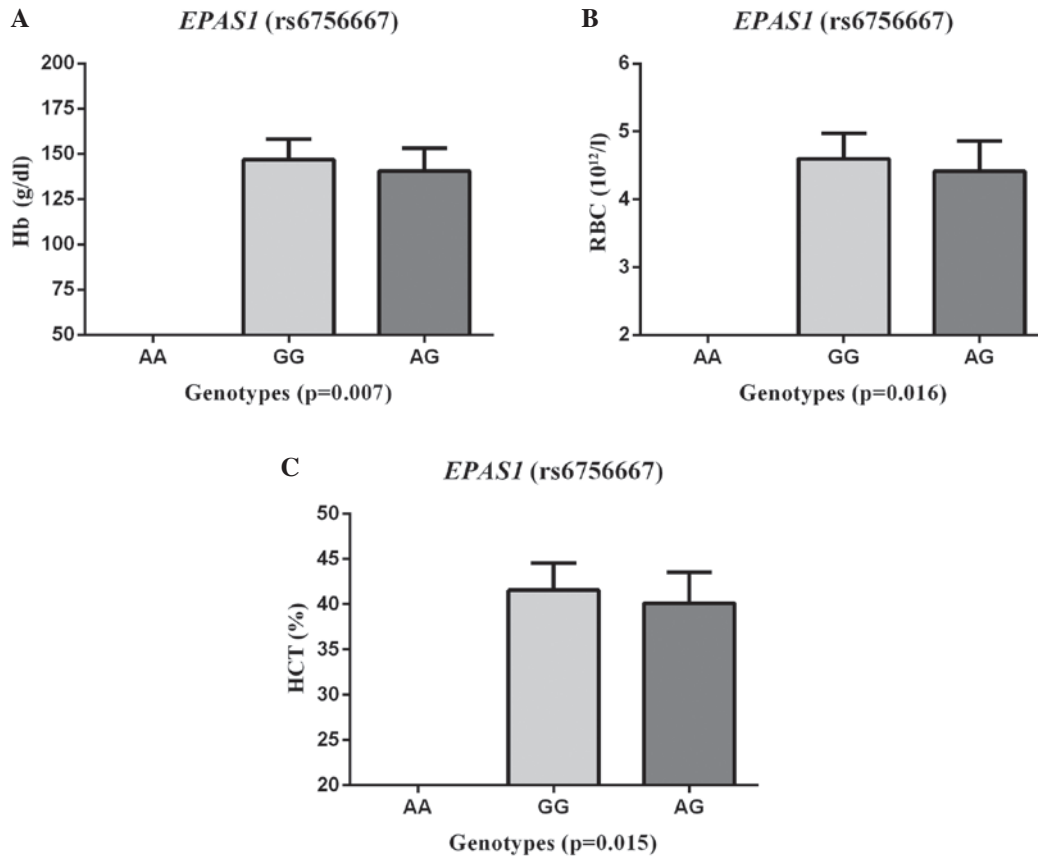 A
EPAS1 (rs6756667)
200
175
150
125
100
75
50
Hb (g/dl)
AA GG AG
Genotypes (p=0.007)
B
EPAS1 (rs6756667)
6
5
4
3
2
RBC (10¹²/l)
AA GG AG
Genotypes (p=0.016)
C
EPAS1 (rs6756667)
50
45
40
35
30
25
20
HCT (%)
AA GG AG
Genotypes (p=0.015)